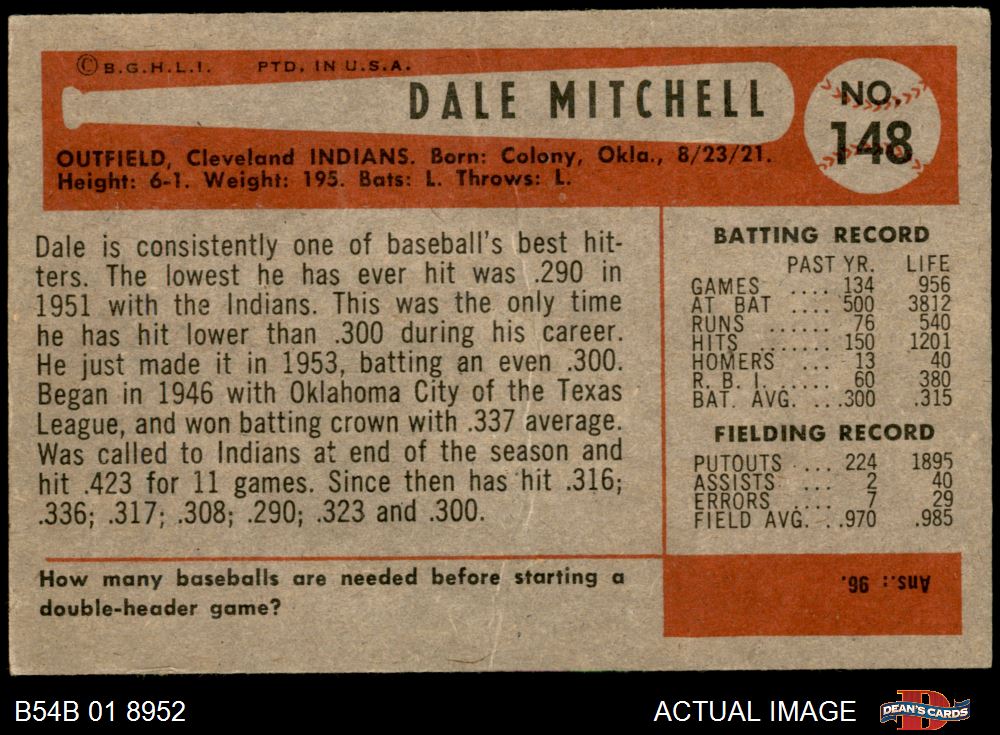 © B.G.H.L.I. PTD. IN U.S.A.
DALE MITCHELL
NO.
148
OUTFIELD, Cleveland INDIANS. Born: Colony, Okla., 8/23/21.
Height: 6-1. Weight: 195. Bats: L. Throws: L.
Dale is consistently one of baseball's best hit-
ters. The lowest he has ever hit was .290 in
1951 with the Indians. This was the only time
he has hit lower than .300 during his career.
He just made it in 1953, batting an even .300.
Began in 1946 with Oklahoma City of the Texas
League, and won batting crown with .337 average.
Was called to Indians at end of the season and
hit .423 for 11 games. Since then has hit .316;
.336; .317; .308; .290; .323 and .300.
BATTING RECORD
PAST YR. LIFE
GAMES .... 134 956
AT BAT .... 500 3812
RUNS ...... 76 540
HITS ....... 150 1201
HOMERS ... 13 40
R. B. I. ..... 60 380
BAT. AVG. ...300 .315
FIELDING RECORD
PUTOUTS .... 224 1895
ASSISTS ... 2 40
ERRORS .... 7 29
FIELD AVG. . .970 .985
How many baseballs are needed before starting a
double-header game?
Ans.: 96.
B54B 01 8952
ACTUAL IMAGE
D
DEAN'S CARDS